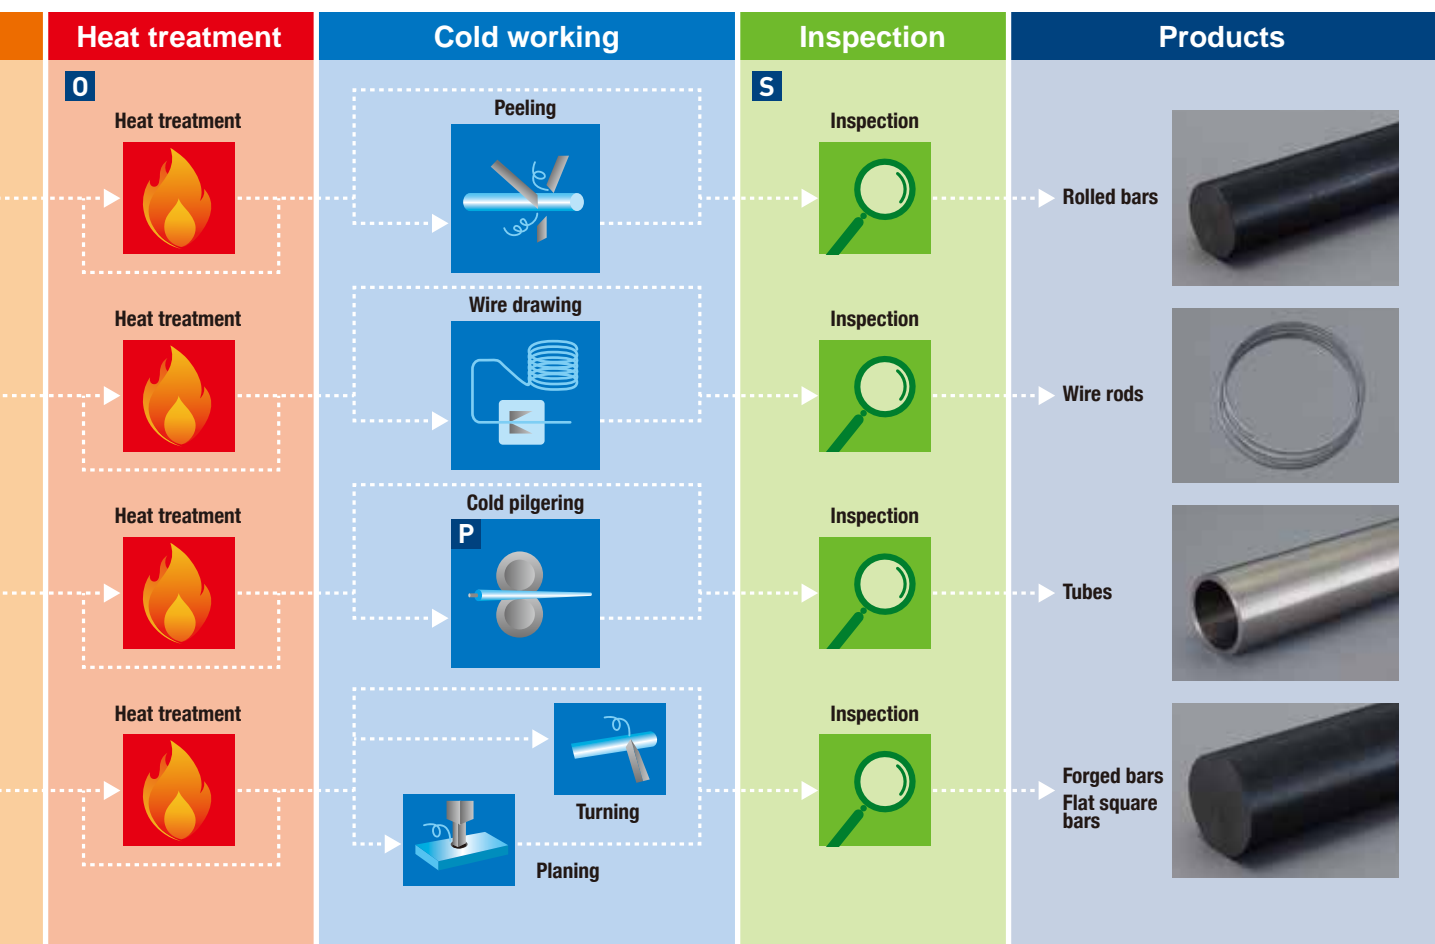 Heat treatment
Cold working
Inspection
Products
O
Heat treatment
Peeling
S
Inspection
Rolled bars
Heat treatment
Wire drawing
Inspection
Wire rods
Heat treatment
Cold pilgering
P
Inspection
Tubes
Heat treatment
Turning
Planing
Inspection
Forged bars
Flat square
bars